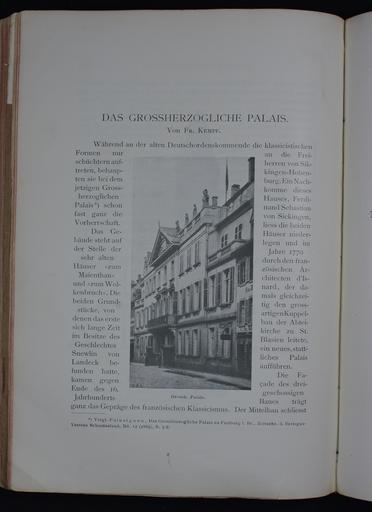 DAS GROSSHERZOGLICHE PALAIS.
Von Fr. Kempf.
Während an der alten Deutschordenskommende die klassicistischen
Formen nur
schüchtern auf-
treten, behaup-
ten sie bei dem
jetzigen Gross-
herzoglichen
Palais*) schon
fast ganz die
Vorherrschaft.
Das Ge-
bäude steht auf
der Stelle der
sehr alten
Häuser »zum
Maienthau«
und »zum Wol-
kenbruch«. Die
beiden Grund-
stücke, von
denen das erste
sich lange Zeit
im Besitze des
Geschlechtes
Snewlin von
Landeck be-
funden hatte,
kamen gegen
Ende des 16.
Jahrhunderts
an die Frei-
herren von Sik-
kingen-Hohen-
burg. Ein Nach-
komme dieses
Hauses, Ferdi-
nand Sebastian
von Sickingen,
liess die beiden
Häuser nieder-
legen und im
Jahre 1770
durch den fran-
zösischen Ar-
chitecten d'Is-
nard, der da-
mals gleichzei-
tig den gross-
artigen Kuppel-
bau der Abtei-
kirche zu St.
Blasien leitete,
ein neues, statt-
liches Palais
aufführen.
Die Fa-
çade des drei-
geschossigen
Baues trägt
Grossh. Palais.
ganz das Gepräge des französischen Klassicismus. Der Mittelbau schliesst
*) Vergl. Poinsignon, Das Grossherzogliche Palais zu Freiburg i. Br., Zeitschr. d. Breisgau-
Vereins Schauinsland,